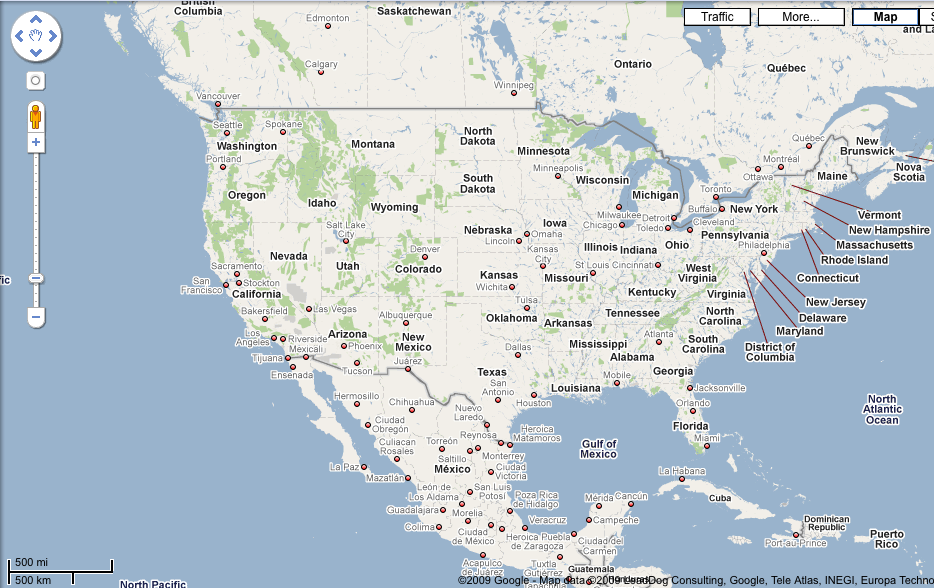 British
Columbia
Edmonton
Saskatchewan
Traffic
More...
Map
and La
Calgary
Ontario
Québec
Winnipeg
Vancouver
Seattle
Spokane
Washington
Portland
Montana
North
Dakota
Minnesota
Minneapolis
Québec
Montréal
Ottawa
New
Brunswick
Maine
Nova
Scotia
Oregon
Idaho
Wyoming
South
Dakota
Wisconsin
Michigan
Toronto
Buffalo
New York
Vermont
New Hampshire
Massachusetts
Rhode Island
Connecticut
New Jersey
Delaware
Maryland
District of
Columbia
Salt Lake
City
Nebraska
Lincoln
Iowa
Omaha
Milwaukee
Chicago
Detroit
Toledo
Cleveland
Pennsylvania
Philadelphia
Nevada
Utah
Denver
Colorado
Kansas
City
Kansas
Wichita
Missouri
Illinois
Indiana
Ohio
St Louis
Cincinnati
West
Virginia
Virginia
Kentucky
Sacramento
San
Francisco
Stockton
California
Bakersfield
Las Vegas
Los
Angeles
Riverside
Mexicali
Tijuana
Ensenada
Arizona
Phoenix
Tucson
Albuquerque
New
Mexico
Juárez
Tulsa
Oklahoma
Arkansas
Tennessee
North
Carolina
South
Carolina
Mississippi
Alabama
Atlanta
Georgia
Dallas
Texas
San
Antonio
Houston
Louisiana
Mobile
Jacksonville
Orlando
Florida
Miami
North
Atlantic
Ocean
Hermosillo
Chihuahua
Ciudad
Obregón
Nuevo
Laredo
Reynosa
Heroica
Matamoros
Gulf of
Mexico
Culiacan
Rosales
Torreón
Saltillo
Monterrey
México
Ciudad
Victoria
La Paz
Mazatlán
León de
Los Aldama
San Luis
Potosí
Poza Rica
de Hidalgo
Guadalajara
Morelia
Colima
Ciudad
de México
Veracruz
Heroica Puebla
de Zaragoza
Acapulco
de Juárez
Tuxtla
Gutiérrez
Mérida
Cancún
Campeche
Ciudad del
Carmen
La Habana
Cuba
Dominican
Republic
Port-au-Prince
Puerto
Rico
Guatemala
500 mi
500 km
North Pacific
©2009 Google - Map data ©2009 LeadDog Consulting, Google, Tele Atlas, INEGI, Europa Techn